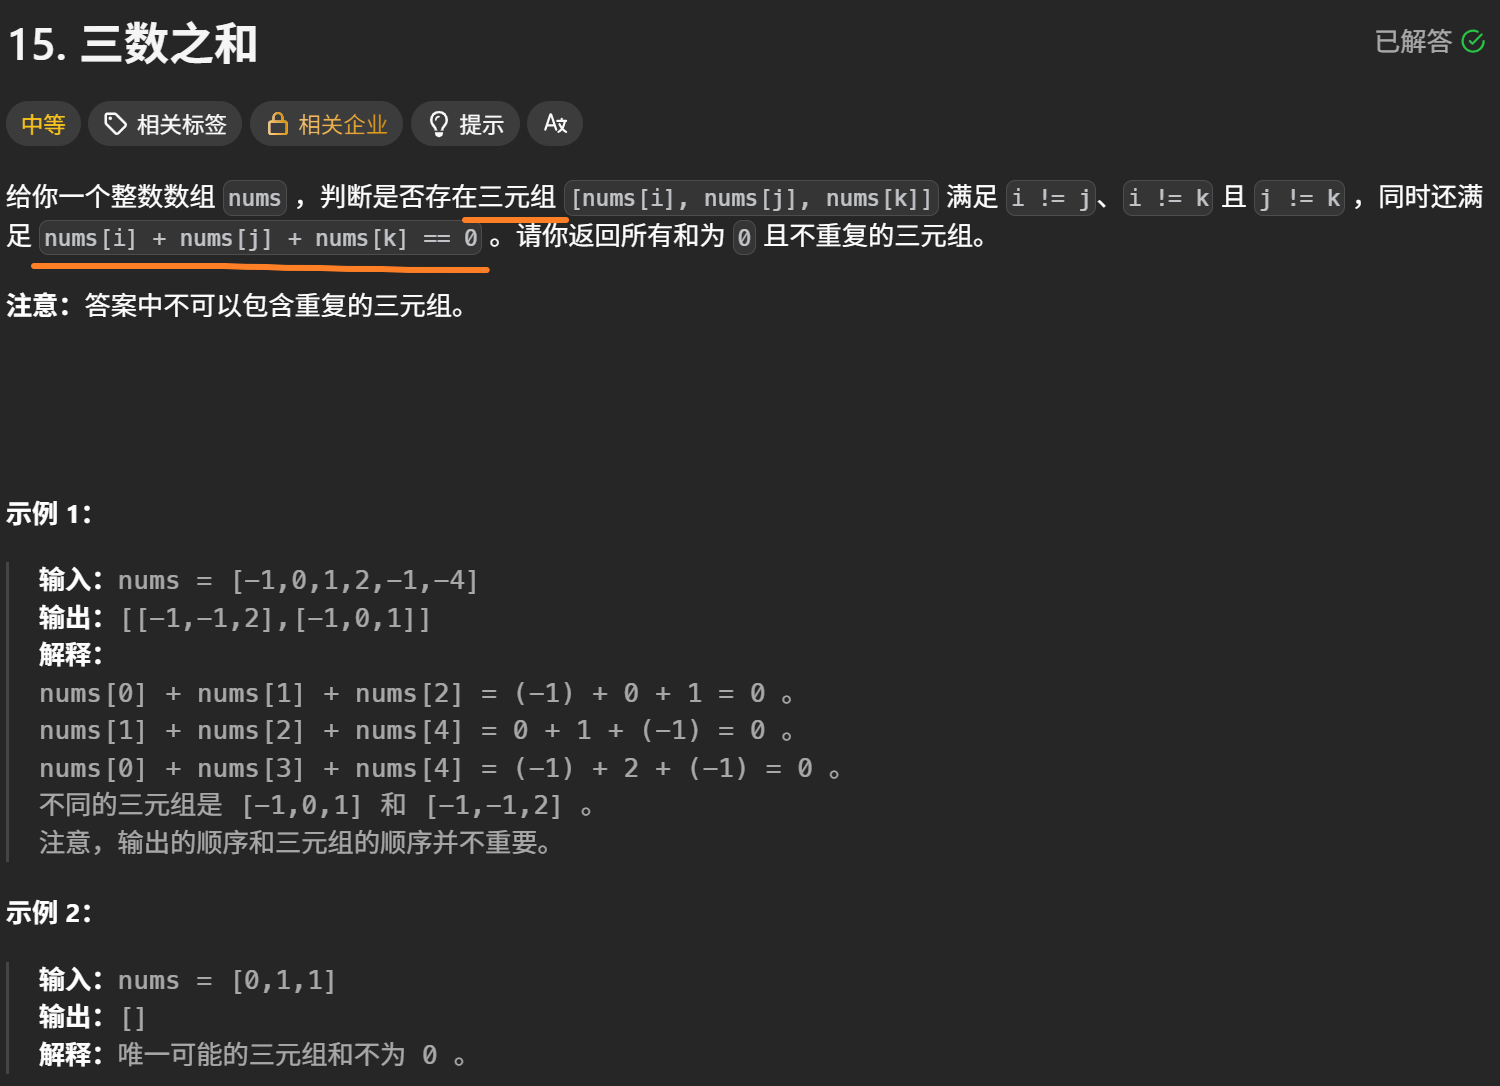 15. 三数之和
已解答
中等 相关标签 相关企业 提示
给你一个整数数组 nums ，判断是否存在三元组 [nums[i], nums[j], nums[k]] 满足 i != j、i != k 且 j != k ，同时还满
足 nums[i] + nums[j] + nums[k] == 0 。请你返回所有和为 0 且不重复的三元组。
注意：答案中不可以包含重复的三元组。
示例 1：
输入：nums = [-1,0,1,2,-1,-4]
输出：[[-1,-1,2],[-1,0,1]]
解释：
nums[0] + nums[1] + nums[2] = (-1) + 0 + 1 = 0 。
nums[1] + nums[2] + nums[4] = 0 + 1 + (-1) = 0 。
nums[0] + nums[3] + nums[4] = (-1) + 2 + (-1) = 0 。
不同的三元组是 [-1,0,1] 和 [-1,-1,2] 。
注意，输出的顺序和三元组的顺序并不重要。
示例 2：
输入：nums = [0,1,1]
输出：[]
解释：唯一可能的三元组和不为 0 。